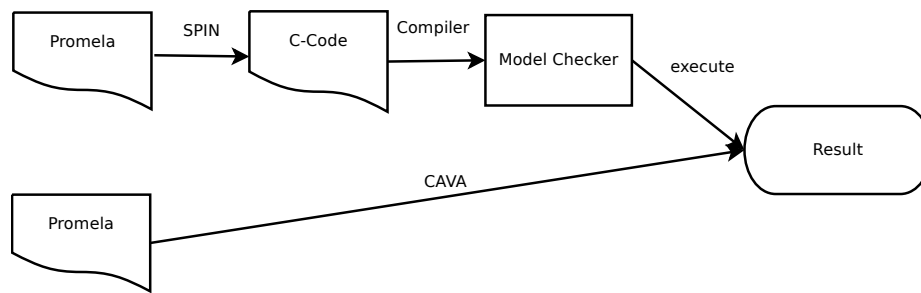 Promela
SPIN
C-Code
Compiler
Model Checker
execute
Result
CAVA
Promela